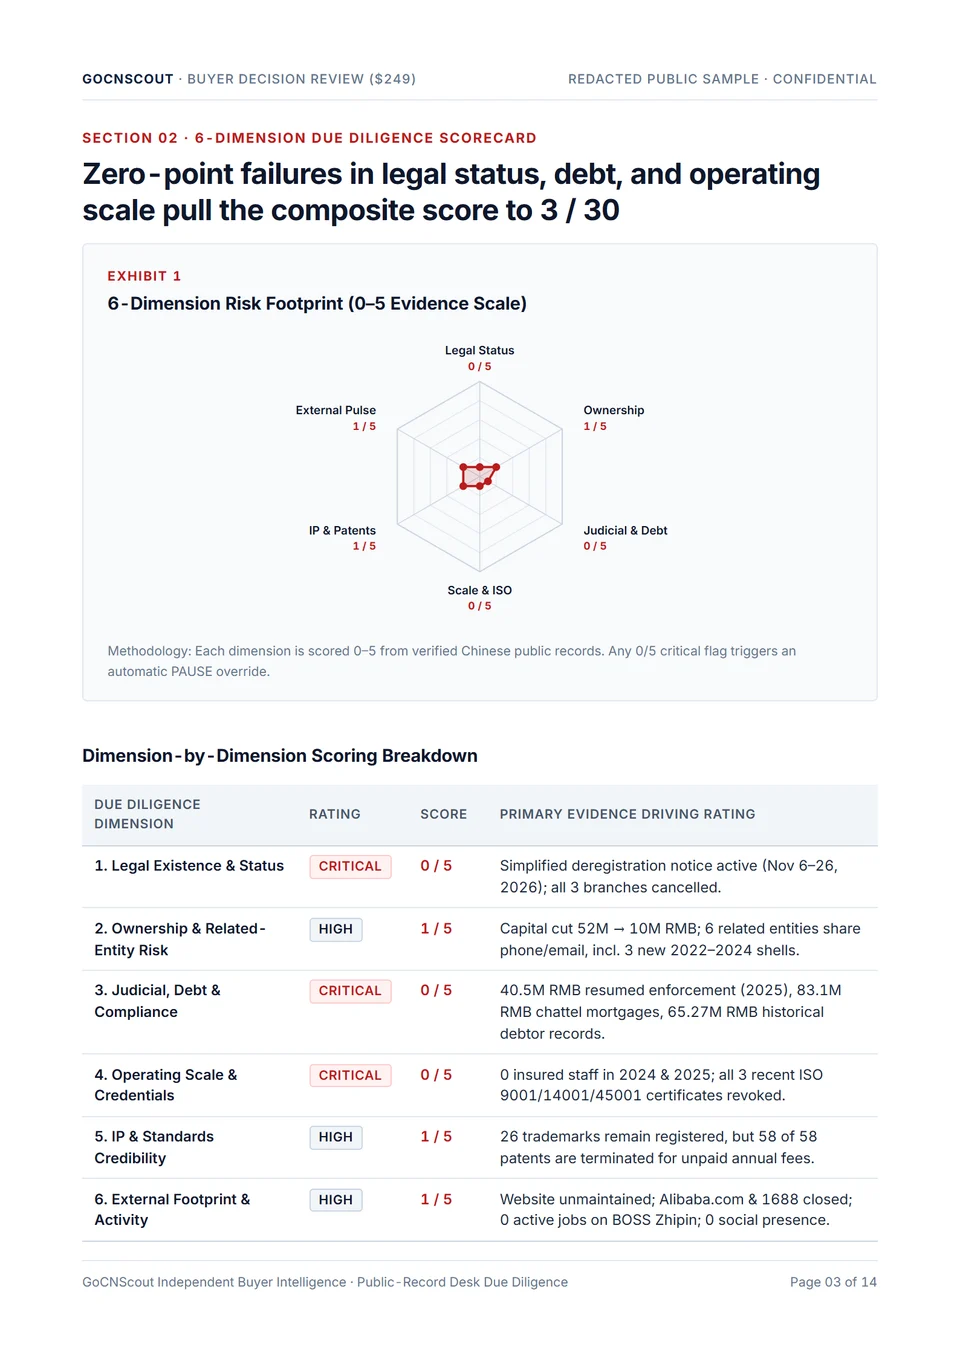 GOCNSCOUT · BUYER DECISION REVIEW ($249)
REDACTED PUBLIC SAMPLE · CONFIDENTIAL
SECTION 02 · 6-DIMENSION DUE DILIGENCE SCORECARD
Zero-point failures in legal status, debt, and operating
scale pull the composite score to 3 / 30
EXHIBIT 1
6-Dimension Risk Footprint (0–5 Evidence Scale)
Legal Status
0 / 5
External Pulse
1 / 5
Ownership
1 / 5
IP & Patents
1 / 5
Judicial & Debt
0 / 5
Scale & ISO
0 / 5
Methodology: Each dimension is scored 0–5 from verified Chinese public records. Any 0/5 critical flag triggers an
automatic PAUSE override.
Dimension-by-Dimension Scoring Breakdown
DUE DILIGENCE
DIMENSION
RATING
SCORE
PRIMARY EVIDENCE DRIVING RATING
1. Legal Existence & Status
CRITICAL
0 / 5
Simplified deregistration notice active (Nov 6–26,
2026); all 3 branches cancelled.
2. Ownership & Related-
Entity Risk
HIGH
1 / 5
Capital cut 52M → 10M RMB; 6 related entities share
phone/email, incl. 3 new 2022–2024 shells.
3. Judicial, Debt &
Compliance
CRITICAL
0 / 5
40.5M RMB resumed enforcement (2025), 83.1M
RMB chattel mortgages, 65.27M RMB historical
debtor records.
4. Operating Scale &
Credentials
CRITICAL
0 / 5
0 insured staff in 2024 & 2025; all 3 recent ISO
9001/14001/45001 certificates revoked.
5. IP & Standards
Credibility
HIGH
1 / 5
26 trademarks remain registered, but 58 of 58
patents are terminated for unpaid annual fees.
6. External Footprint &
Activity
HIGH
1 / 5
Website unmaintained; Alibaba.com & 1688 closed;
0 active jobs on BOSS Zhipin; 0 social presence.
GoCNScout Independent Buyer Intelligence · Public-Record Desk Due Diligence
Page 03 of 14